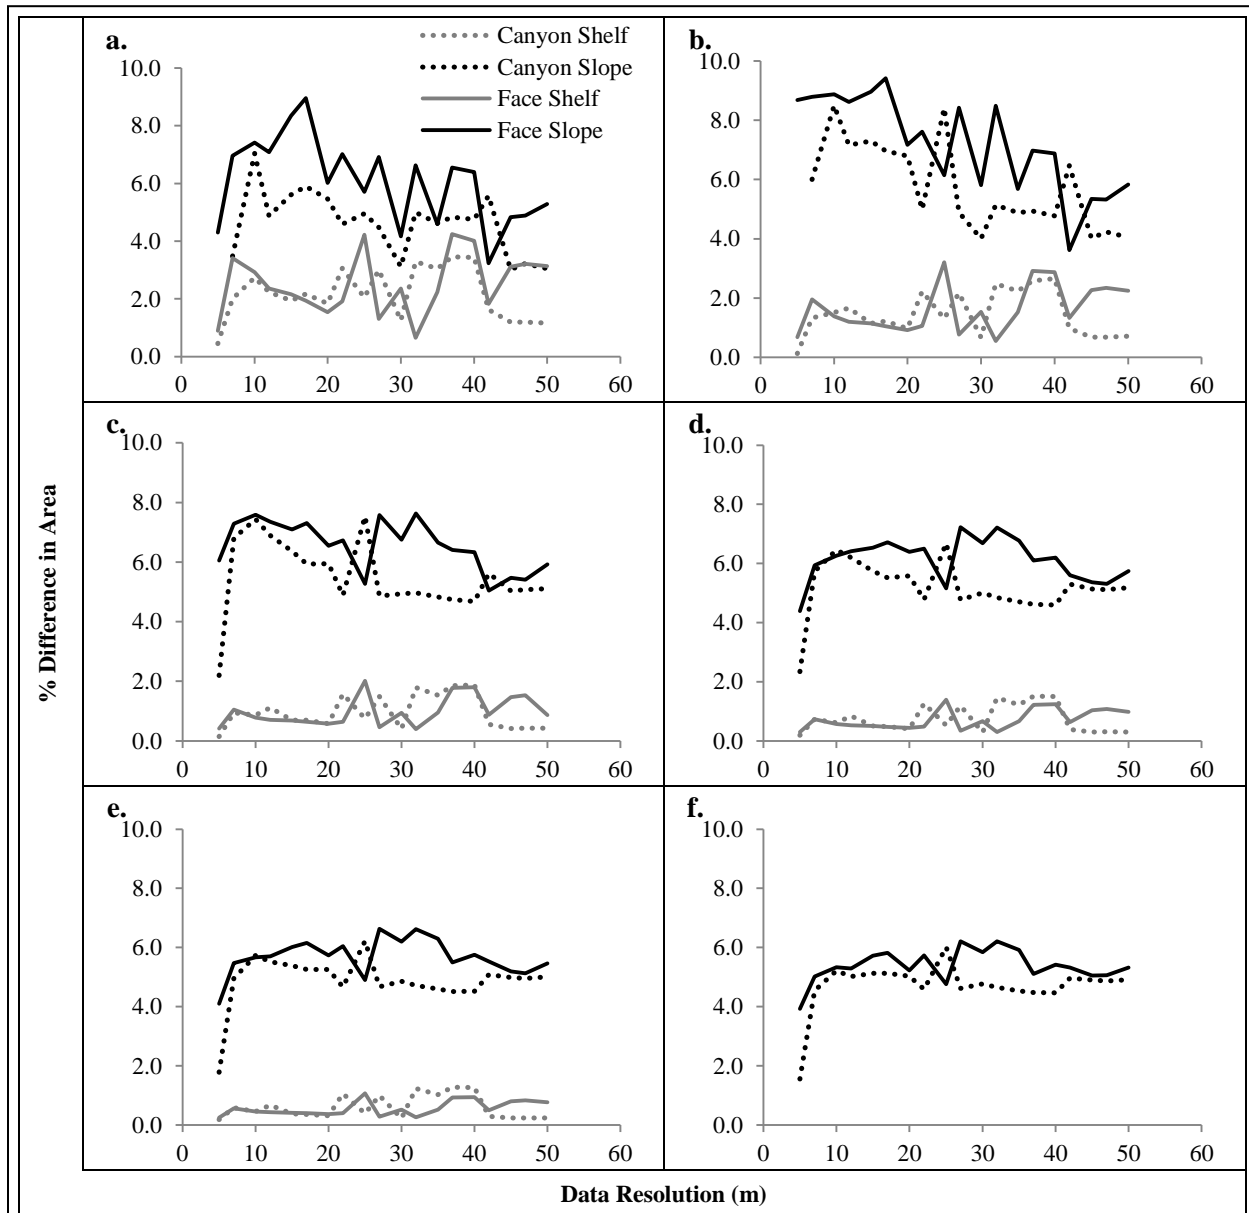 % Difference in Area
a.
Canyon Shelf
Canyon Slope
Face Shelf
Face Slope
10.0
8.0
6.0
4.0
2.0
0.0
0 10 20 30 40 50 60
b.
10.0
8.0
6.0
4.0
2.0
0.0
0 10 20 30 40 50 60
c.
10.0
8.0
6.0
4.0
2.0
0.0
0 10 20 30 40 50 60
d.
10.0
8.0
6.0
4.0
2.0
0.0
0 10 20 30 40 50 60
e.
10.0
8.0
6.0
4.0
2.0
0.0
0 10 20 30 40 50 60
f.
10.0
8.0
6.0
4.0
2.0
0.0
0 10 20 30 40 50 60
Data Resolution (m)